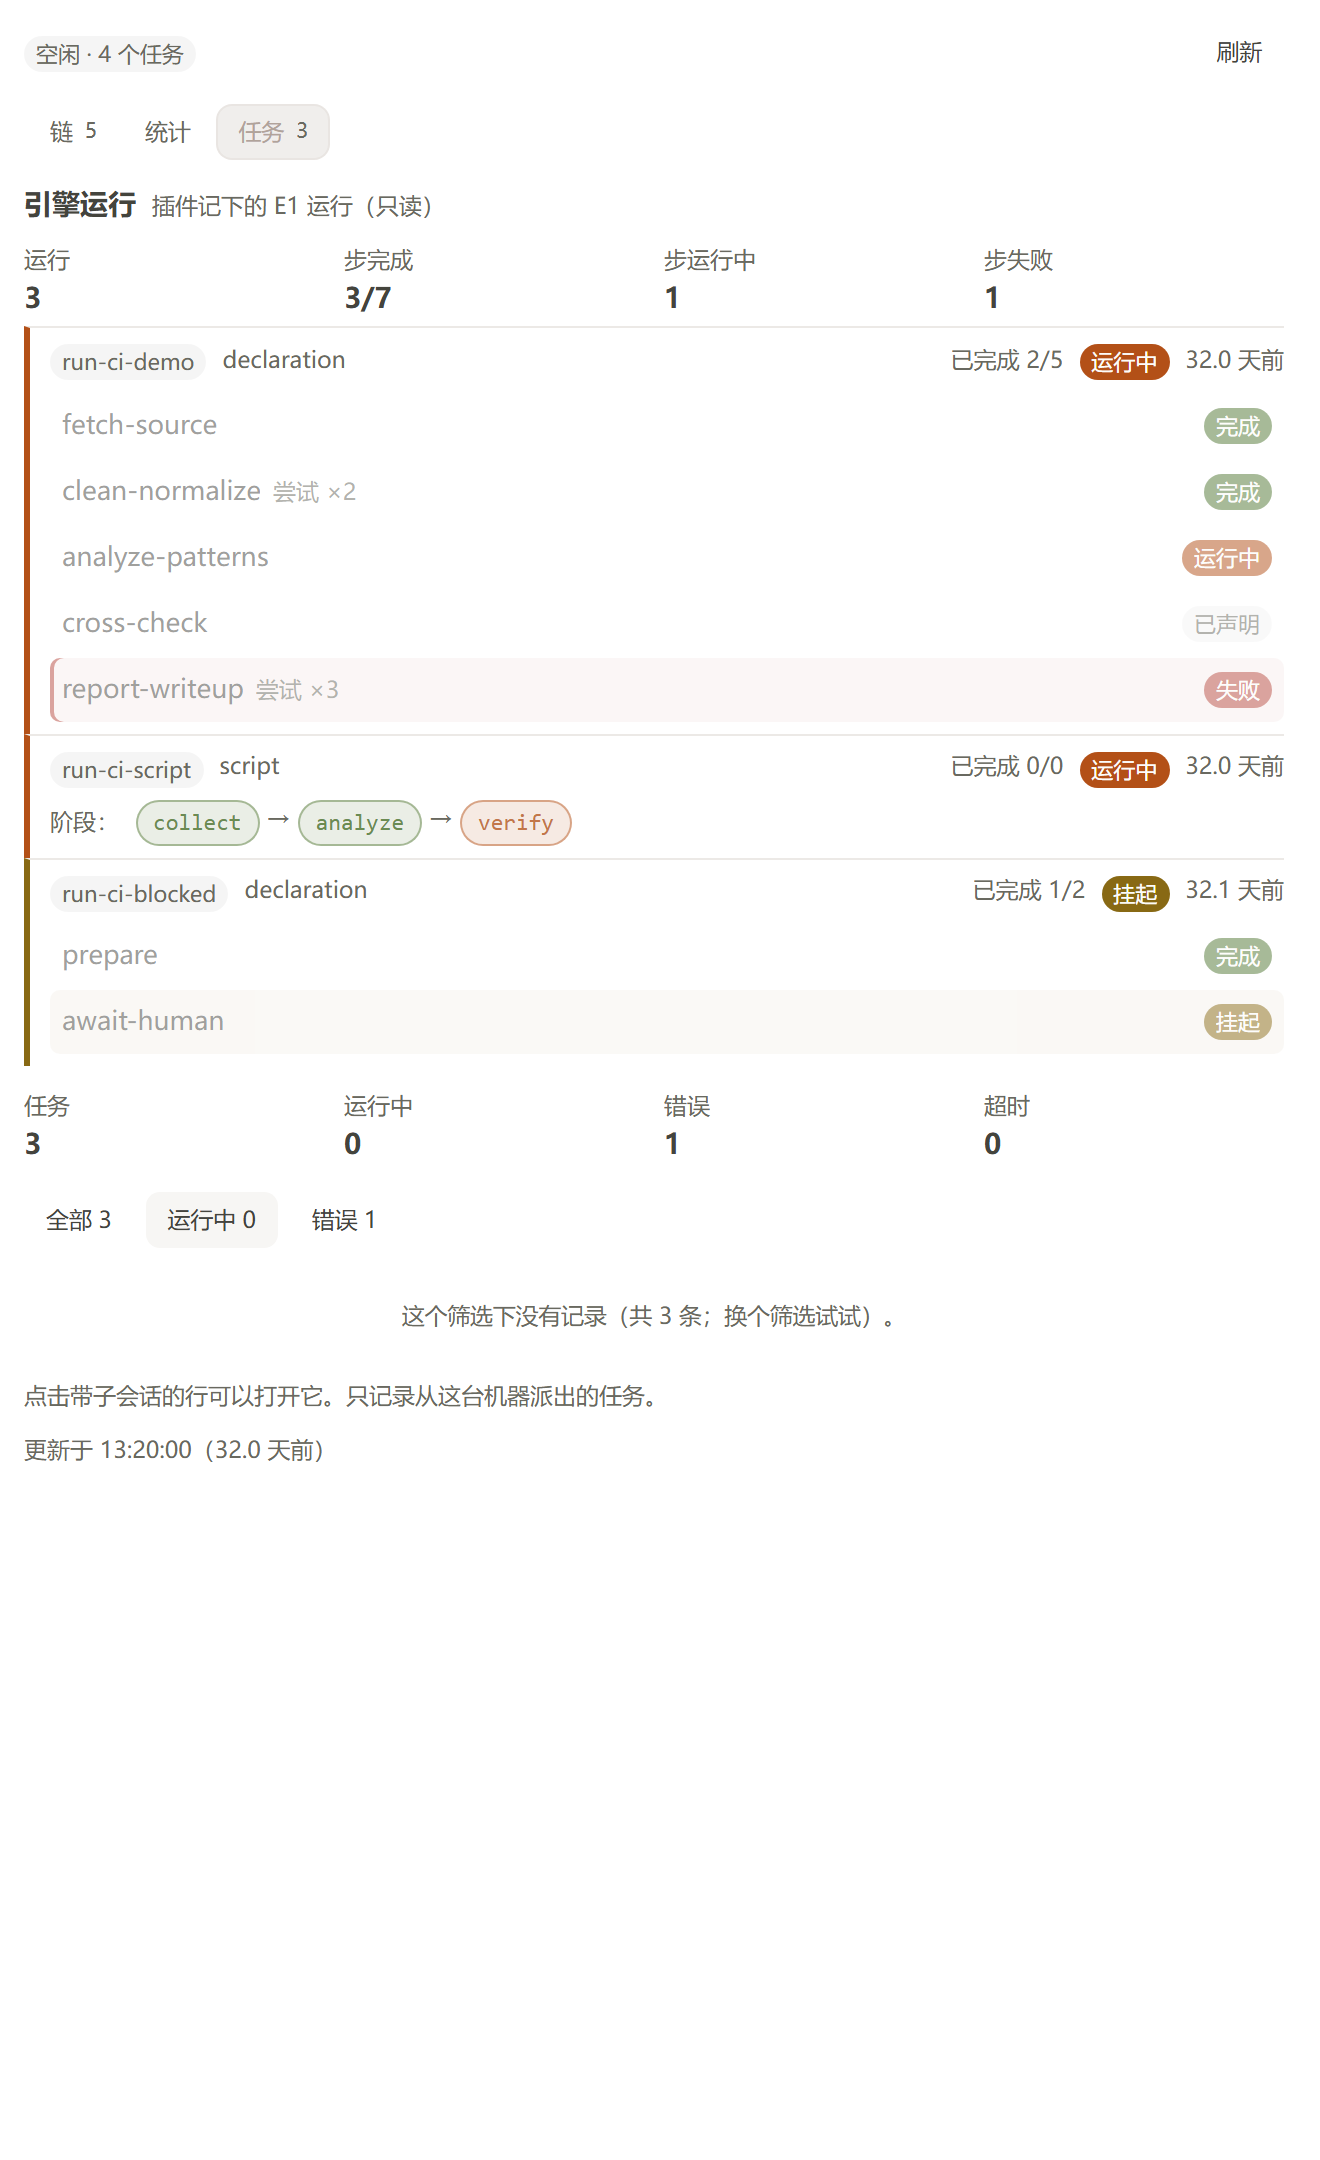 空闲 · 4 个任务 刷新
链 5 统计 任务 3
引擎运行 插件记下的 E1 运行（只读）
运行 步完成 步运行中 步失败
3 3/7 1 1
run-ci-demo declaration 已完成 2/5 运行中 32.0 天前
fetch-source 完成
clean-normalize 尝试 ×2 完成
analyze-patterns 运行中
cross-check 已声明
report-writeup 尝试 ×3 失败
run-ci-script script 已完成 0/0 运行中 32.0 天前
阶段： collect → analyze → verify
run-ci-blocked declaration 已完成 1/2 挂起 32.1 天前
prepare 完成
await-human 挂起
任务 运行中 错误 超时
3 0 1 0
全部 3 运行中 0 错误 1
这个筛选下没有记录（共 3 条；换个筛选试试）。
点击带子会话的行可以打开它。只记录从这台机器派出的任务。
更新于 13:20:00（32.0 天前）